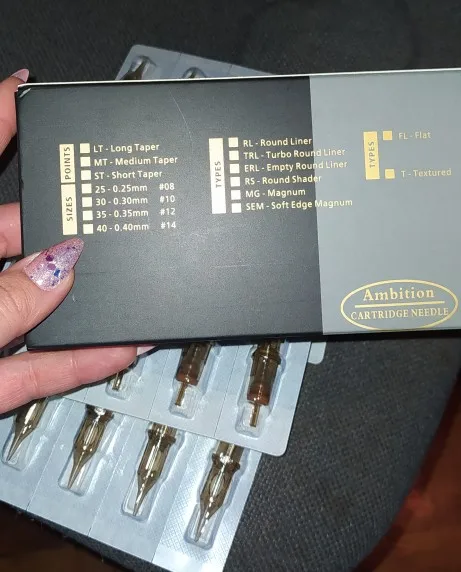 POINTS
LT - Long Taper
MT - Medium Taper
ST - Short Taper
SIZES
25 - 0.25mm #08
30 - 0.30mm #10
35 - 0.35mm #12
40 - 0.40mm #14
TYPES
RL - Round Liner
TRL - Turbo Round Liner
ERL - Empty Round Liner
RS - Round Shader
MG - Magnum
SEM - Soft Edge Magnum
TYPES
FL - Flat
T - Textured
Ambition
CARTRIDGE NEEDLE